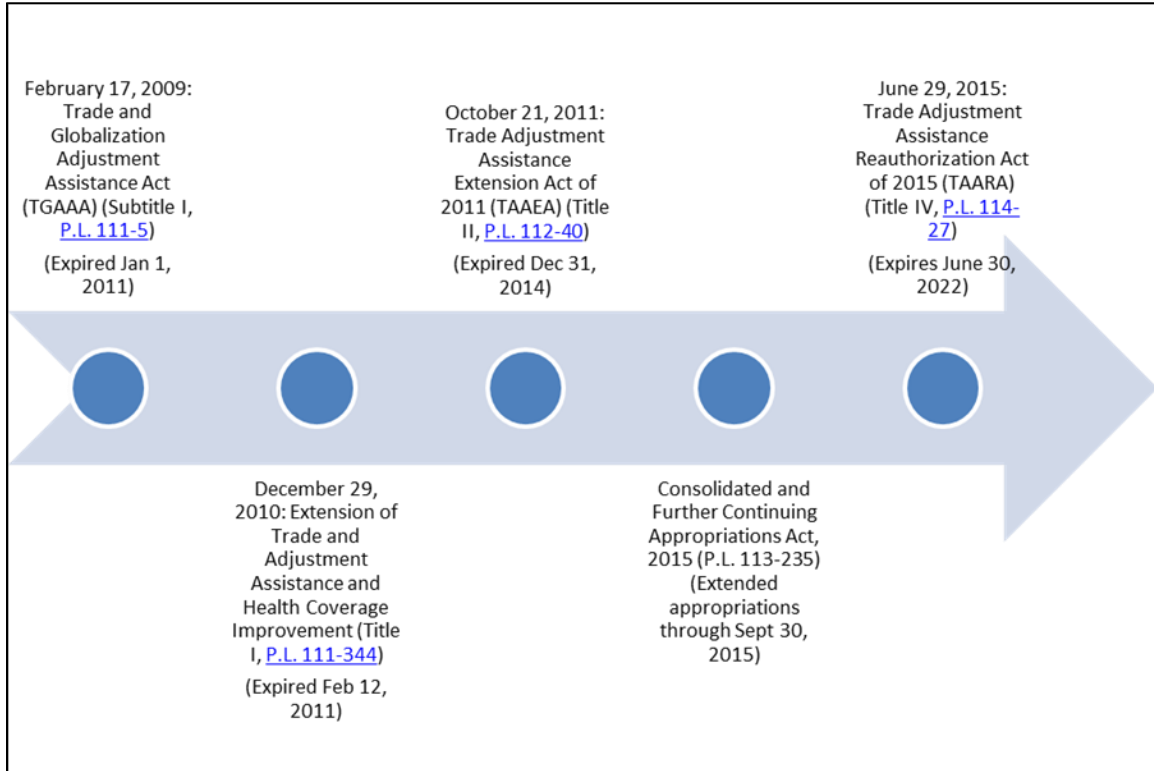 February 17, 2009:
Trade and
Globalization
Adjustment
Assistance Act
(TGAAA) (Subtitle I,
P.L. 111-5)
(Expired Jan 1,
2011)
December 29,
2010: Extension of
Trade and
Adjustment
Assistance and
Health Coverage
Improvement (Title
I, P.L. 111-344)
(Expired Feb 12,
2011)
October 21, 2011:
Trade Adjustment
Assistance
Extension Act of
2011 (TAAEA) (Title
II, P.L. 112-40)
(Expired Dec 31,
2014)
Consolidated and
Further Continuing
Appropriations Act,
2015 (P.L. 113-235)
(Extended
appropriations
through Sept 30,
2015)
June 29, 2015:
Trade Adjustment
Assistance
Reauthorization Act
of 2015 (TAARA)
(Title IV, P.L. 114-
27)
(Expires June 30,
2022)